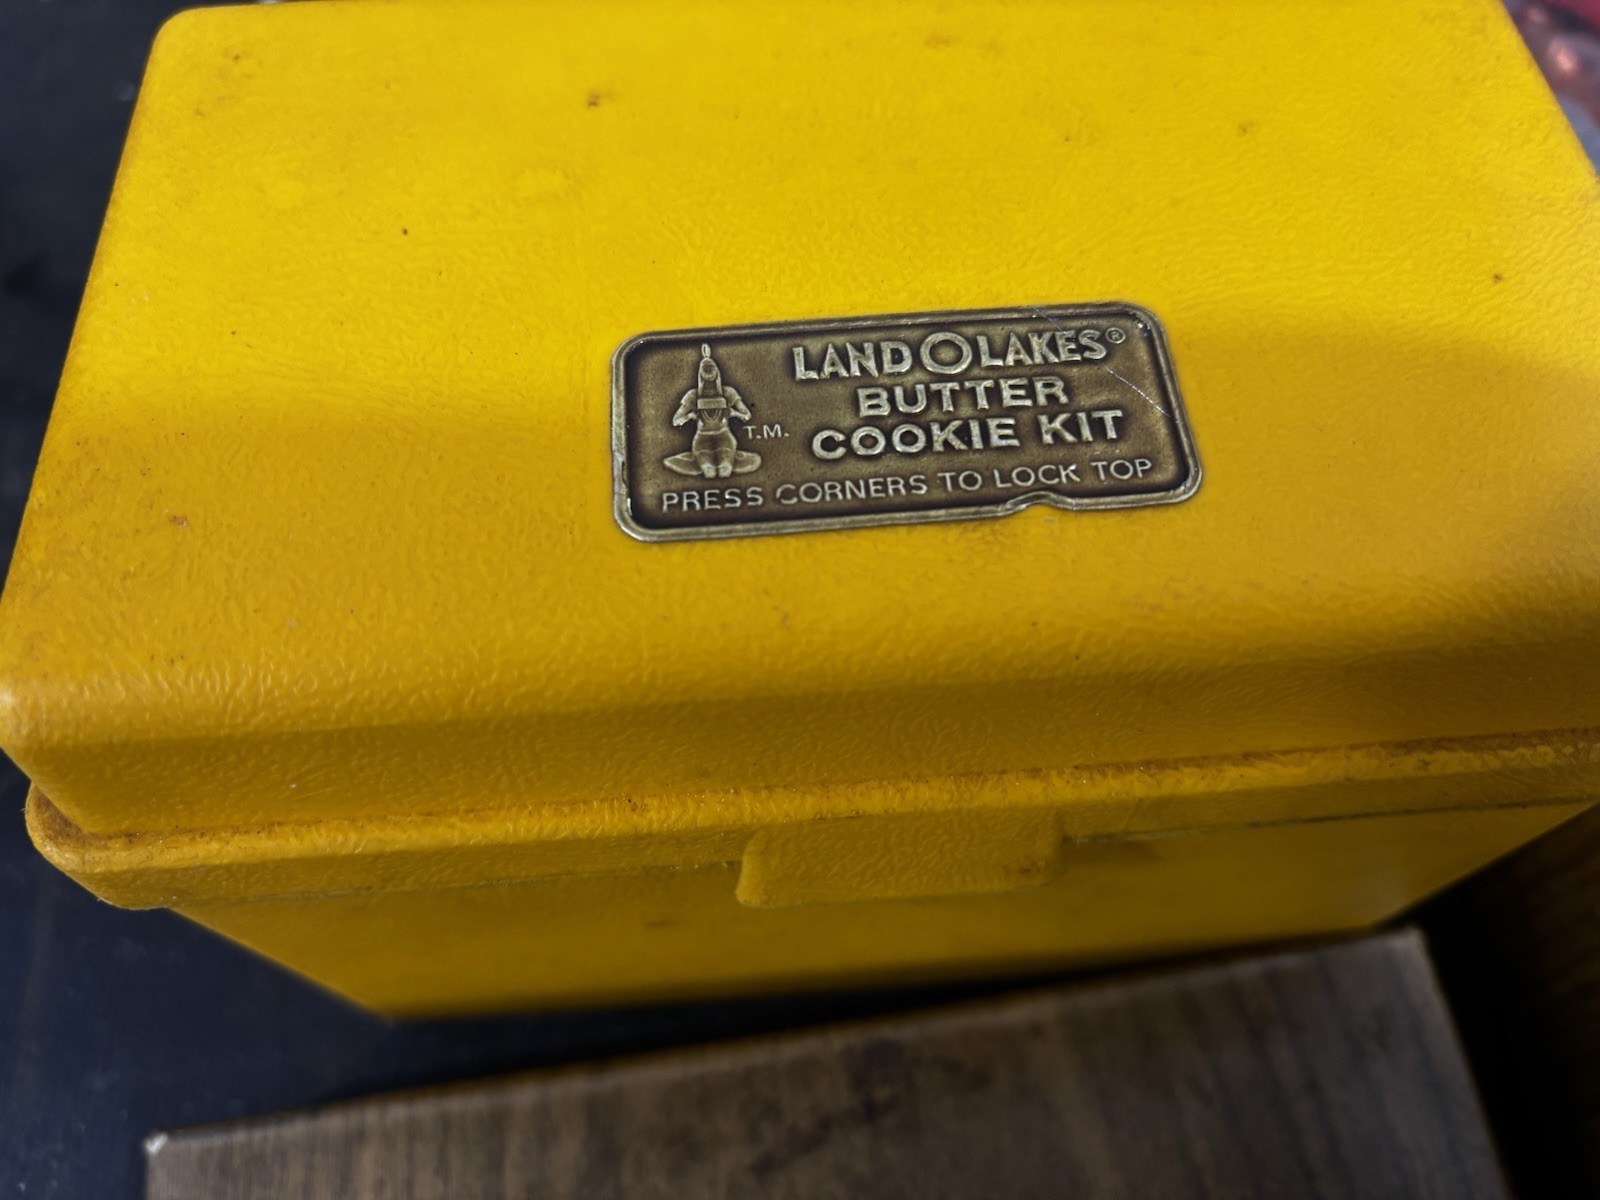 LAND O LAKES®
BUTTER
COOKIE KIT
T.M.
PRESS CORNERS TO LOCK TOP